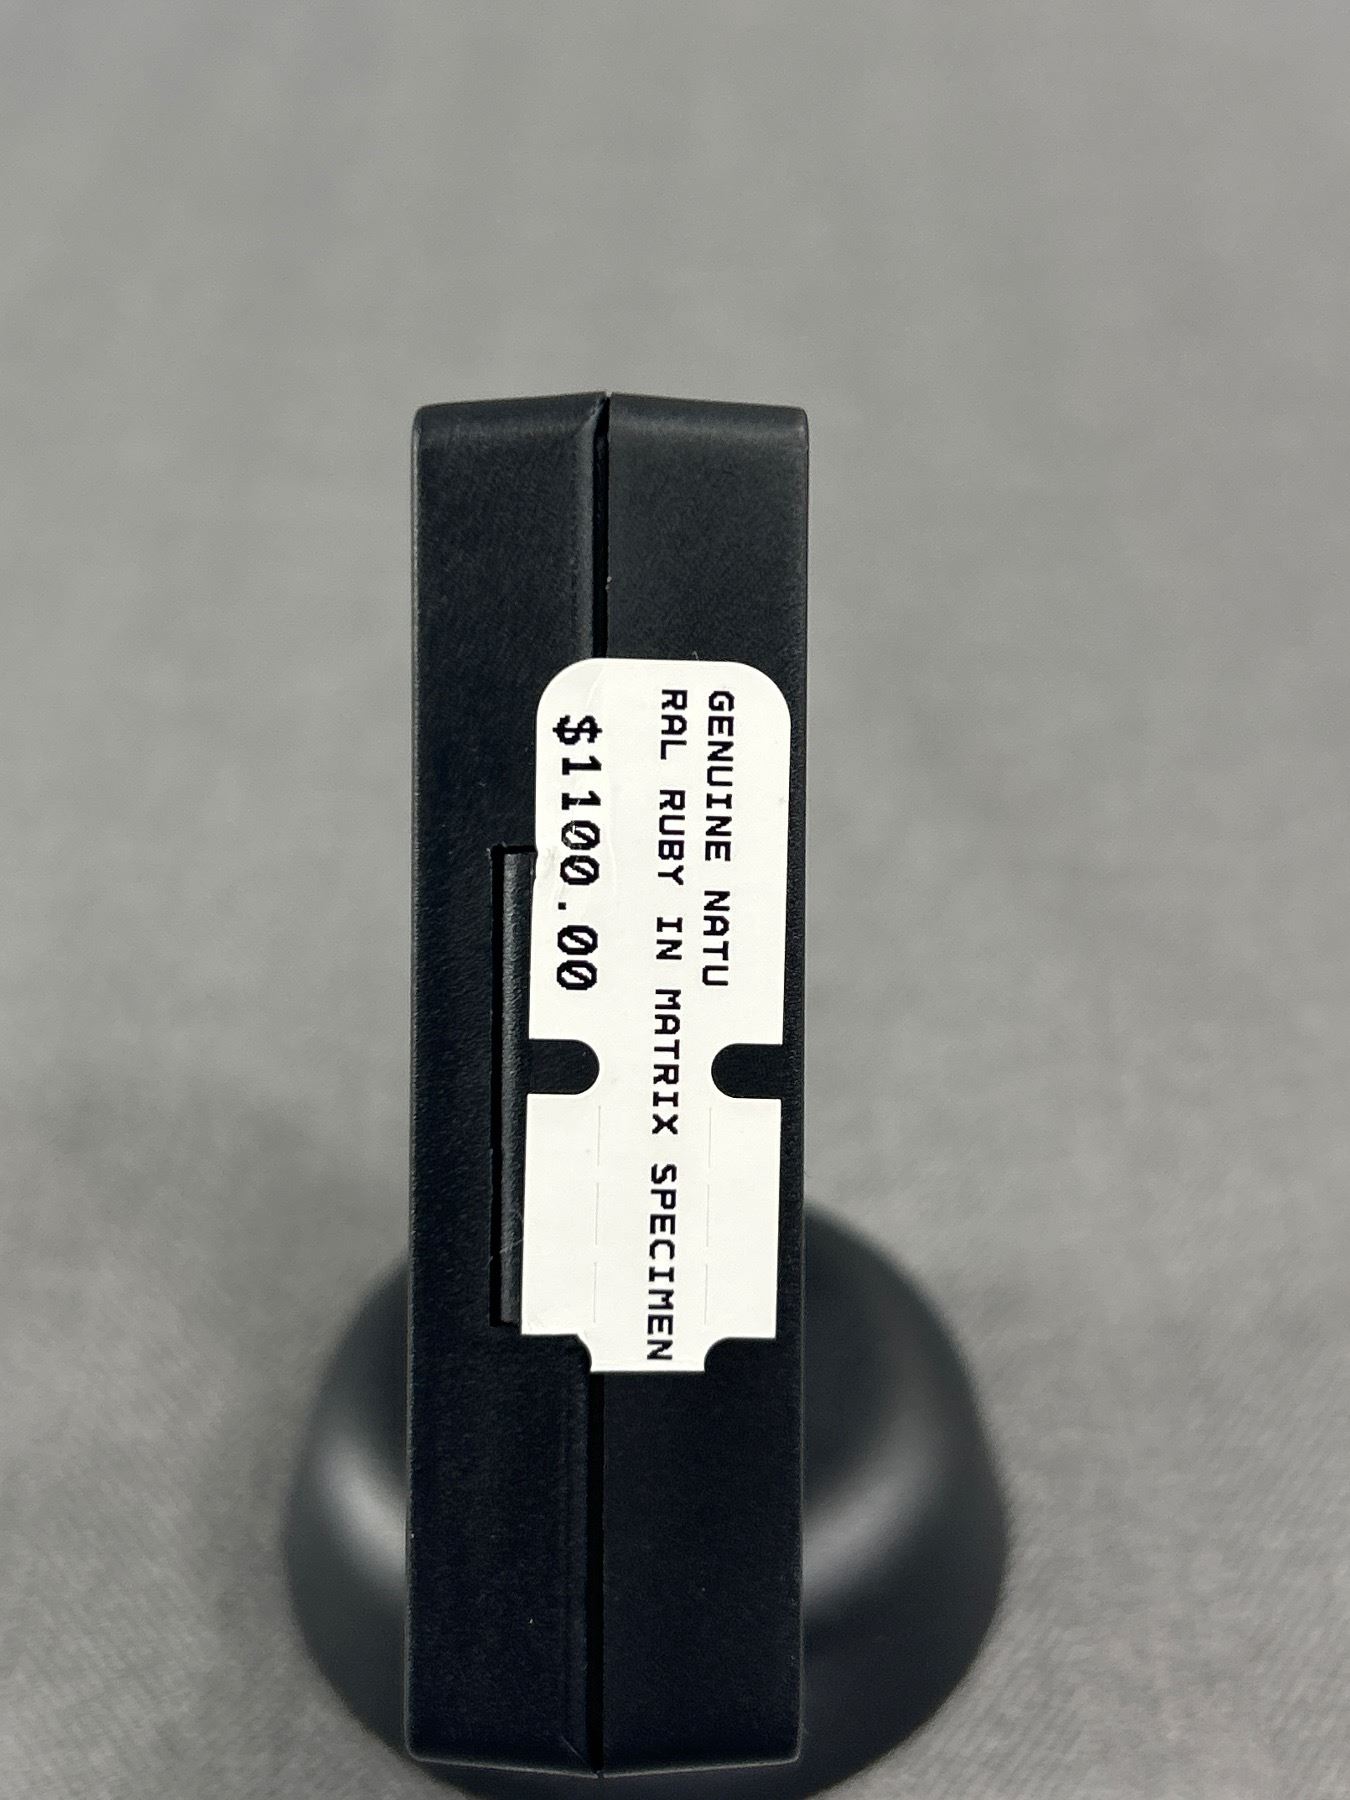 GENUINE NATU
RAL RUBY IN MATRIX SPECIMEN
$1100.00